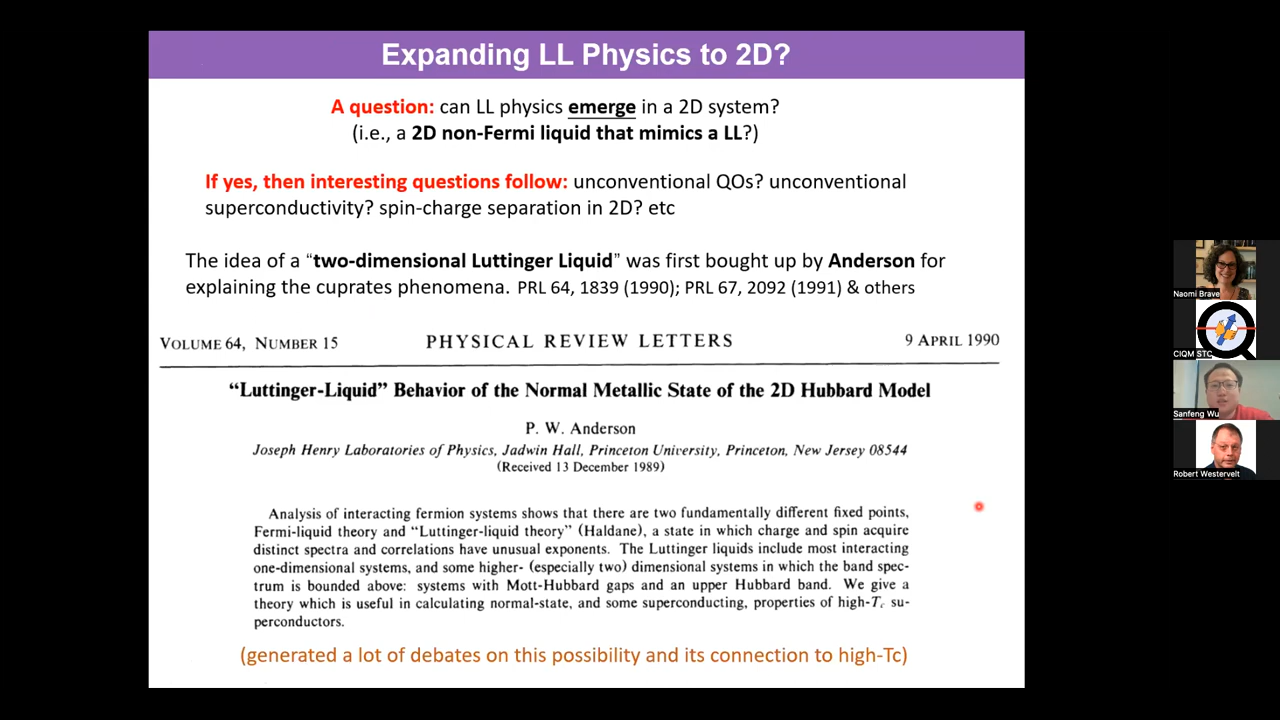 Expanding LL Physics to 2D?
A question: can LL physics emerge in a 2D system?
(i.e., a 2D non-Fermi liquid that mimics a LL?)
If yes, then interesting questions follow: unconventional QOs? unconventional
superconductivity? spin-charge separation in 2D? etc
The idea of a “two-dimensional Luttinger Liquid” was first bought up by Anderson for
explaining the cuprates phenomena. PRL 64, 1839 (1990); PRL 67, 2092 (1991) & others
VOLUME 64, NUMBER 15 PHYSICAL REVIEW LETTERS 9 APRIL 1990
“Luttinger-Liquid” Behavior of the Normal Metallic State of the 2D Hubbard Model
P. W. Anderson
Joseph Henry Laboratories of Physics, Jadwin Hall, Princeton University, Princeton, New Jersey 08544
(Received 13 December 1989)
Analysis of interacting fermion systems shows that there are two fundamentally different fixed points,
Fermi-liquid theory and “Luttinger-liquid theory” (Haldane), a state in which charge and spin acquire
distinct spectra and correlations have unusual exponents. The Luttinger liquids include most interacting
one-dimensional systems, and some higher- (especially two) dimensional systems in which the band spec-
trum is bounded above: systems with Mott-Hubbard gaps and an upper Hubbard band. We give a
theory which is useful in calculating normal-state, and some superconducting, properties of high-Tc su-
perconductors.
(generated a lot of debates on this possibility and its connection to high-Tc)
Naomi Brave
CIQM STC
Sanfeng Wu
Robert Westervelt